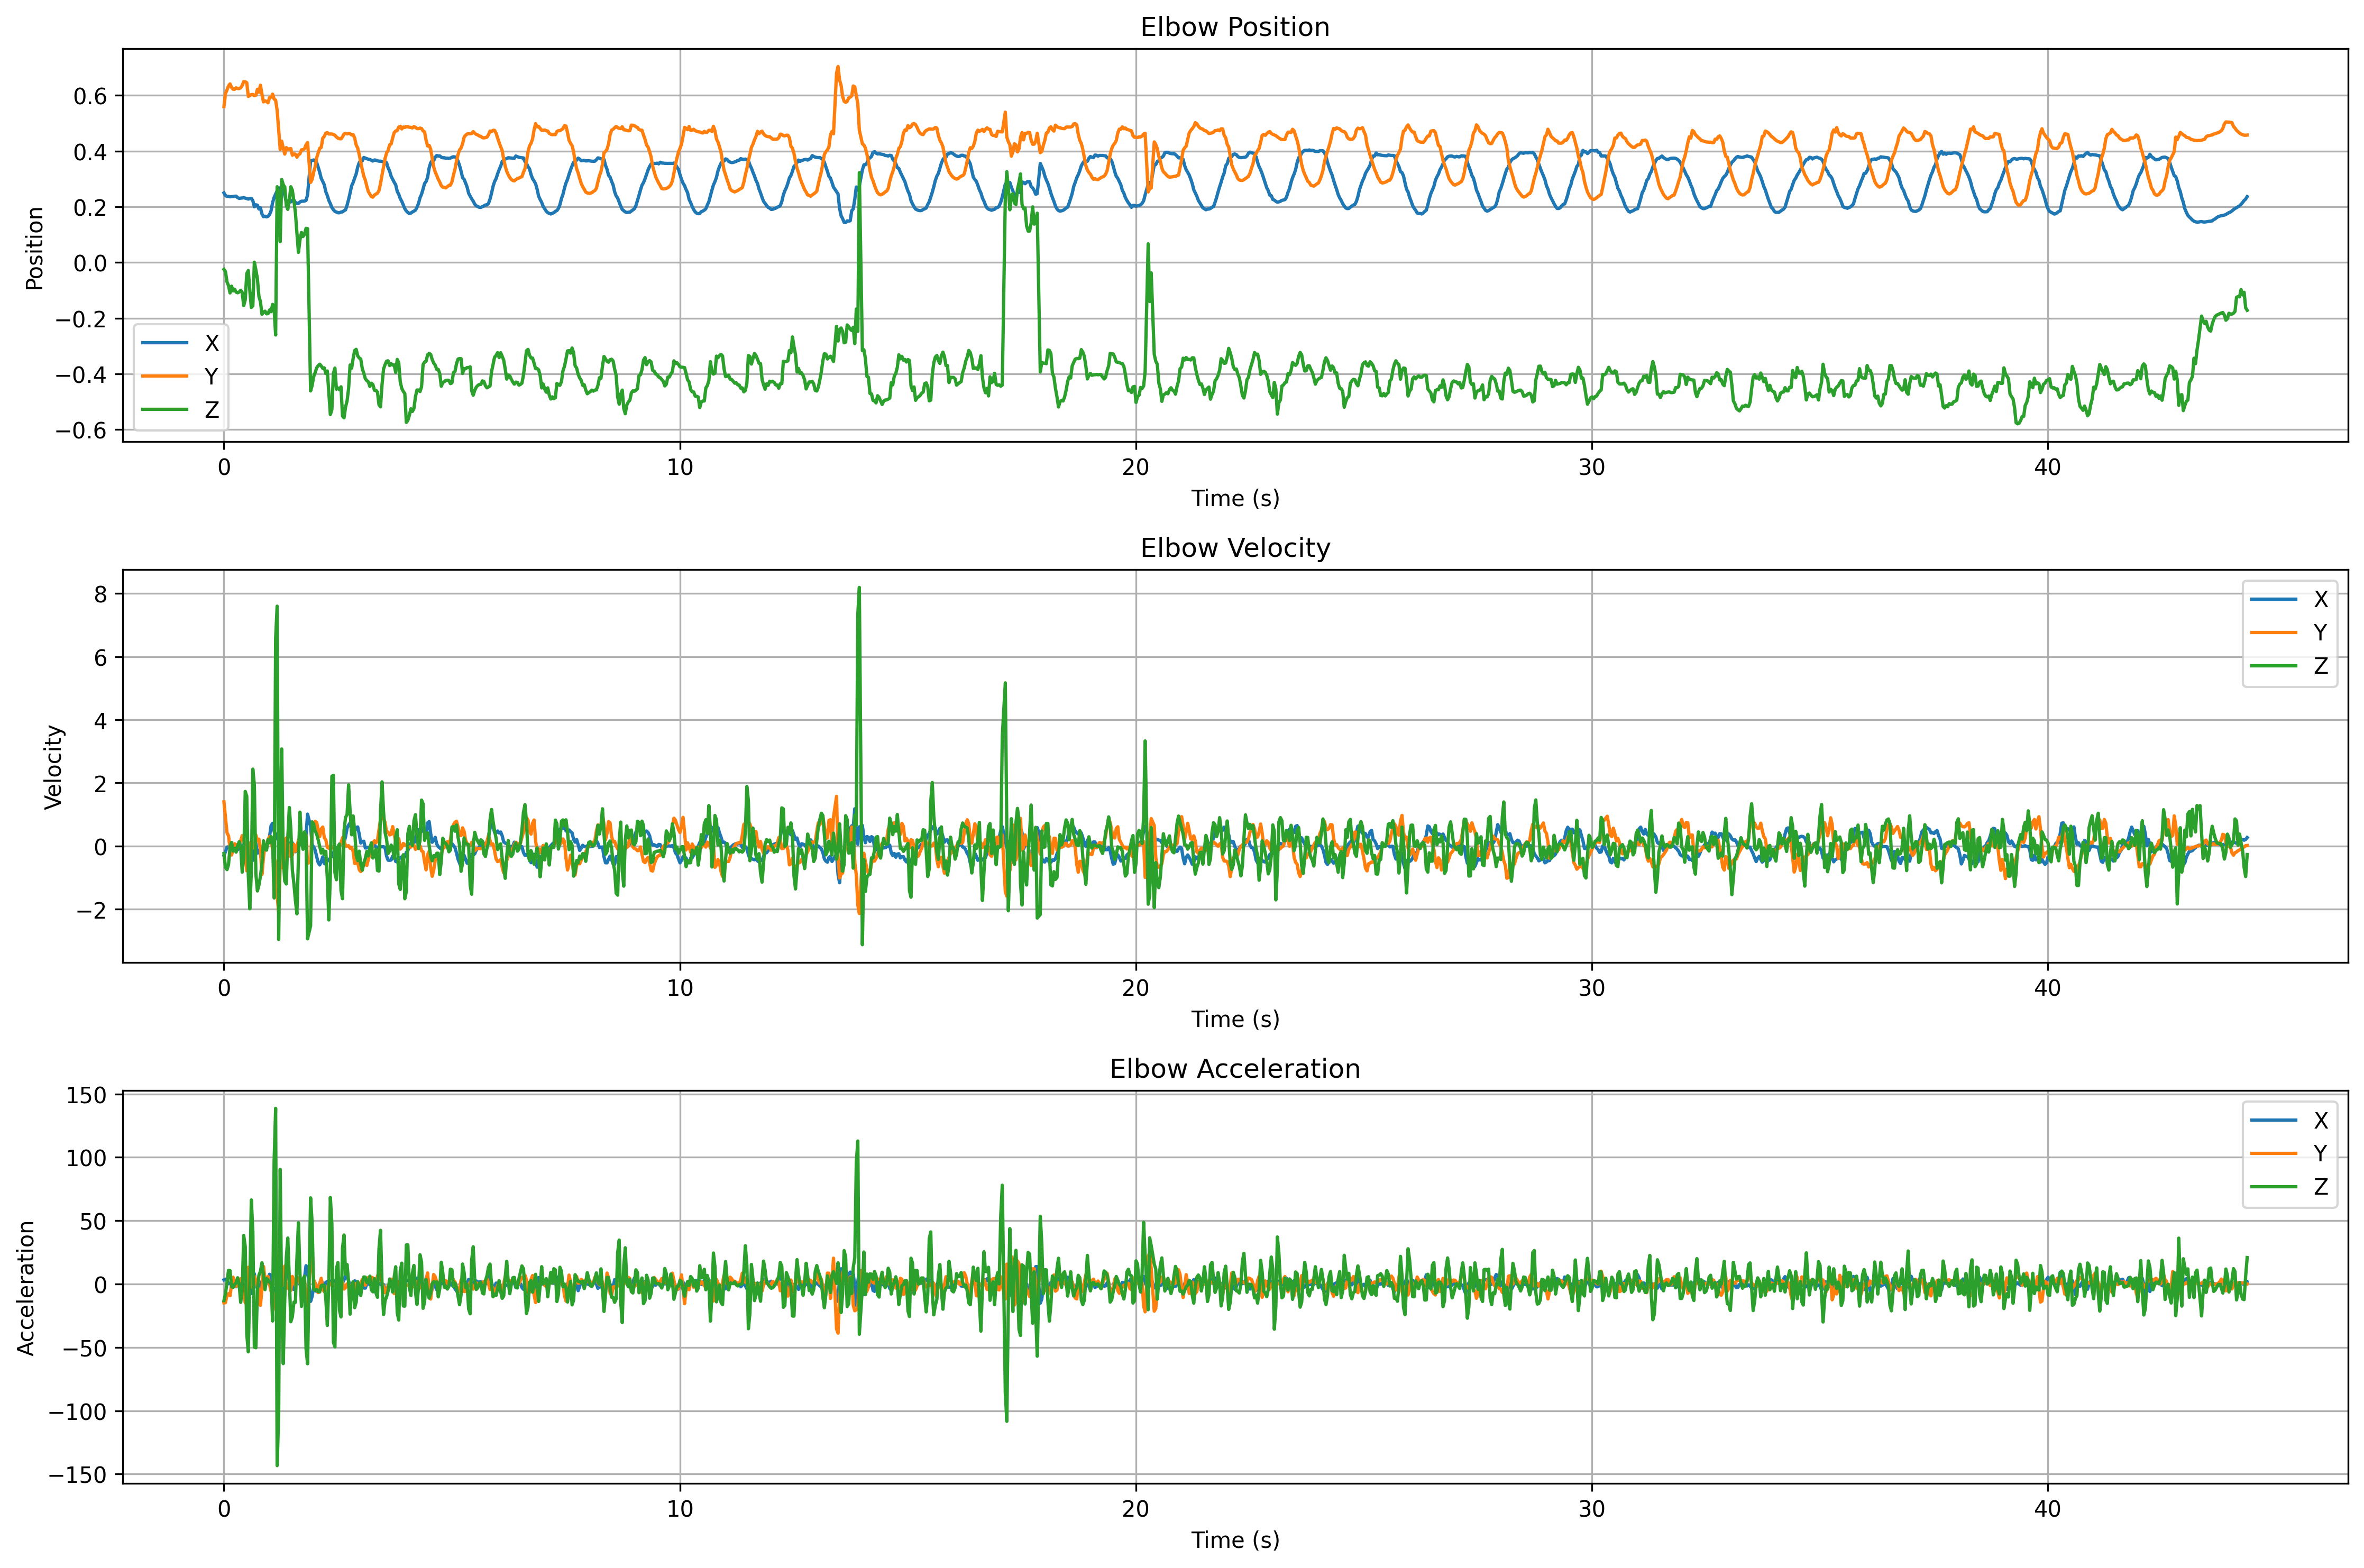 Elbow Position
Position
0.6
0.4
0.2
0.0
−0.2
−0.4
−0.6
X
Y
Z
0 10 20 30 40
Time (s)
Elbow Velocity
Velocity
8
6
4
2
0
−2
X
Y
Z
0 10 20 30 40
Time (s)
Elbow Acceleration
Acceleration
150
100
50
0
−50
−100
−150
X
Y
Z
0 10 20 30 40
Time (s)